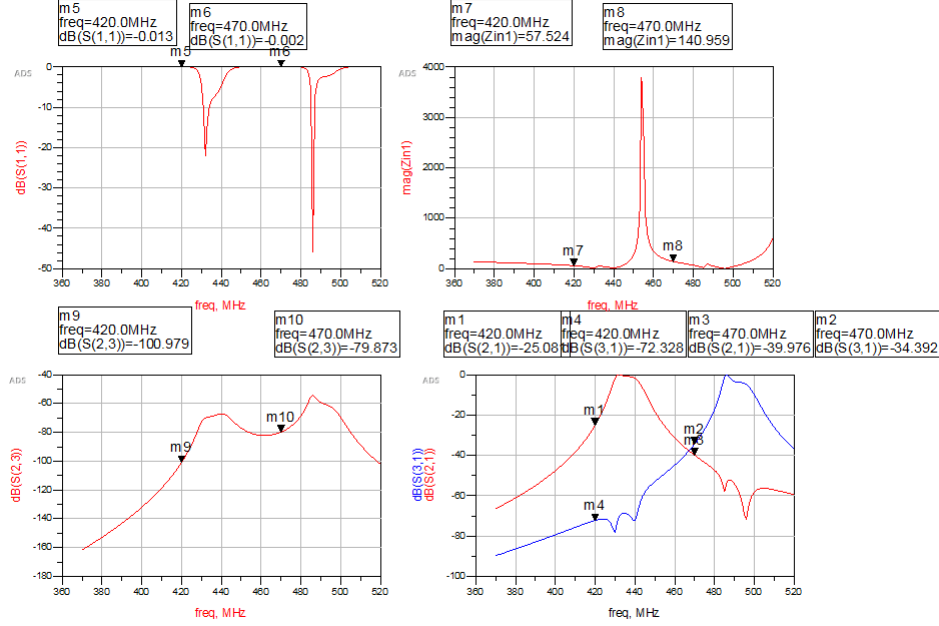 m5
freq=420.0MHz
dB(S(1,1))=-0.013
m6
freq=470.0MHz
dB(S(1,1))=-0.002
m5
m6
ADS
0
-10
-20
-30
-40
-50
dB(S(1,1))
360 380 400 420 440 460 480 500 520
freq, MHz
m7
freq=420.0MHz
mag(Zin1)=57.524
m8
freq=470.0MHz
mag(Zin1)=140.959
ADS
4000
3000
2000
1000
0
mag(Zin1)
m7
m8
360 380 400 420 440 460 480 500 520
freq, MHz
m9
freq=420.0MHz
dB(S(2,3))=-100.979
m10
freq=470.0MHz
dB(S(2,3))=-79.873
ADS
-40
-60
-80
-100
-120
-140
-160
-180
dB(S(2,3))
m9
m10
360 380 400 420 440 460 480 500 520
freq, MHz
m1
freq=420.0MHz
dB(S(2,1))=-25.08
m4
freq=420.0MHz
dB(S(3,1))=-72.328
m3
freq=470.0MHz
dB(S(2,1))=-39.976
m2
freq=470.0MHz
dB(S(3,1))=-34.392
ADS
0
-20
-40
-60
-80
-100
dB(S(3,1))
dB(S(2,1))
m1
m2
m4
360 380 400 420 440 460 480 500 520
freq, MHz